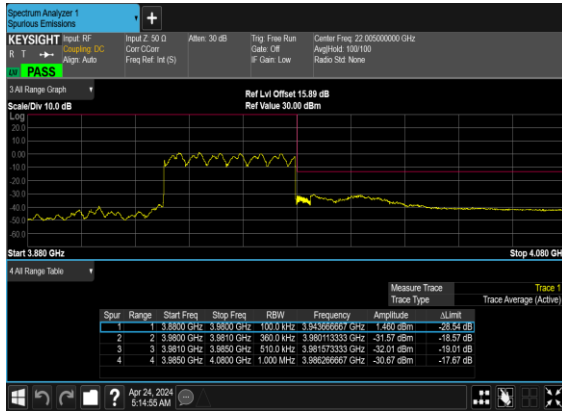 Spectrum Analyzer 1
Spurious Emissions
+
KEYSIGHT Input: RF Input Z: 50 Ω Atten: 30 dB Trig: Free Run Center Freq: 22.005000000 GHz
R T Coupling: DC Corr CCorr Gate: Off Avg|Hold: 100/100
Align: Auto Freq Ref: Int (S) IF Gain: Low Radio Std: None
PASS
3 All Range Graph
Ref Lvl Offset 15.89 dB
Scale/Div 10.0 dB Ref Value 30.00 dBm
Log
20.0
10.0
0.00
-10.0
-20.0
-30.0
-40.0
-50.0
-60.0
Start 3.880 GHz Stop 4.080 GH
4 All Range Table
Measure Trace Trace 1
Trace Type Trace Average (Active)
Spur Range Start Freq Stop Freq RBW Frequency Amplitude ΔLimit
1 1 3.8800 GHz 3.9800 GHz 100.0 kHz 3.943666667 GHz 1.460 dBm -28.54 dB
2 2 3.9800 GHz 3.9810 GHz 360.0 kHz 3.980113333 GHz -31.57 dBm -18.57 dB
3 3 3.9810 GHz 3.9850 GHz 510.0 kHz 3.981573333 GHz -32.01 dBm -19.01 dB
4 4 3.9850 GHz 4.0800 GHz 1.000 MHz 3.986266667 GHz -30.67 dBm -17.67 dB
? Apr 24, 2024
5:14:55 AM